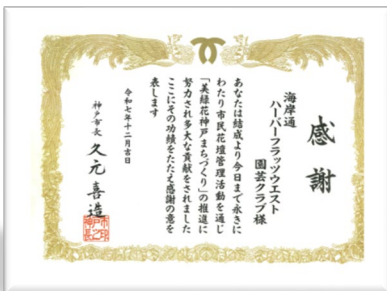 感謝
海岸通
ハーバーフラッツウエスト
園芸クラブ様
あなたは結成より今日まで永きに
わたり市民花壇管理活動を通じ
「美緑花神戸まちづくり」の推進に
努力され多大な貢献をされました
ここにその功績をたたえ感謝の意を
表します
令和七年十二月吉日
神戸市長 久元喜造